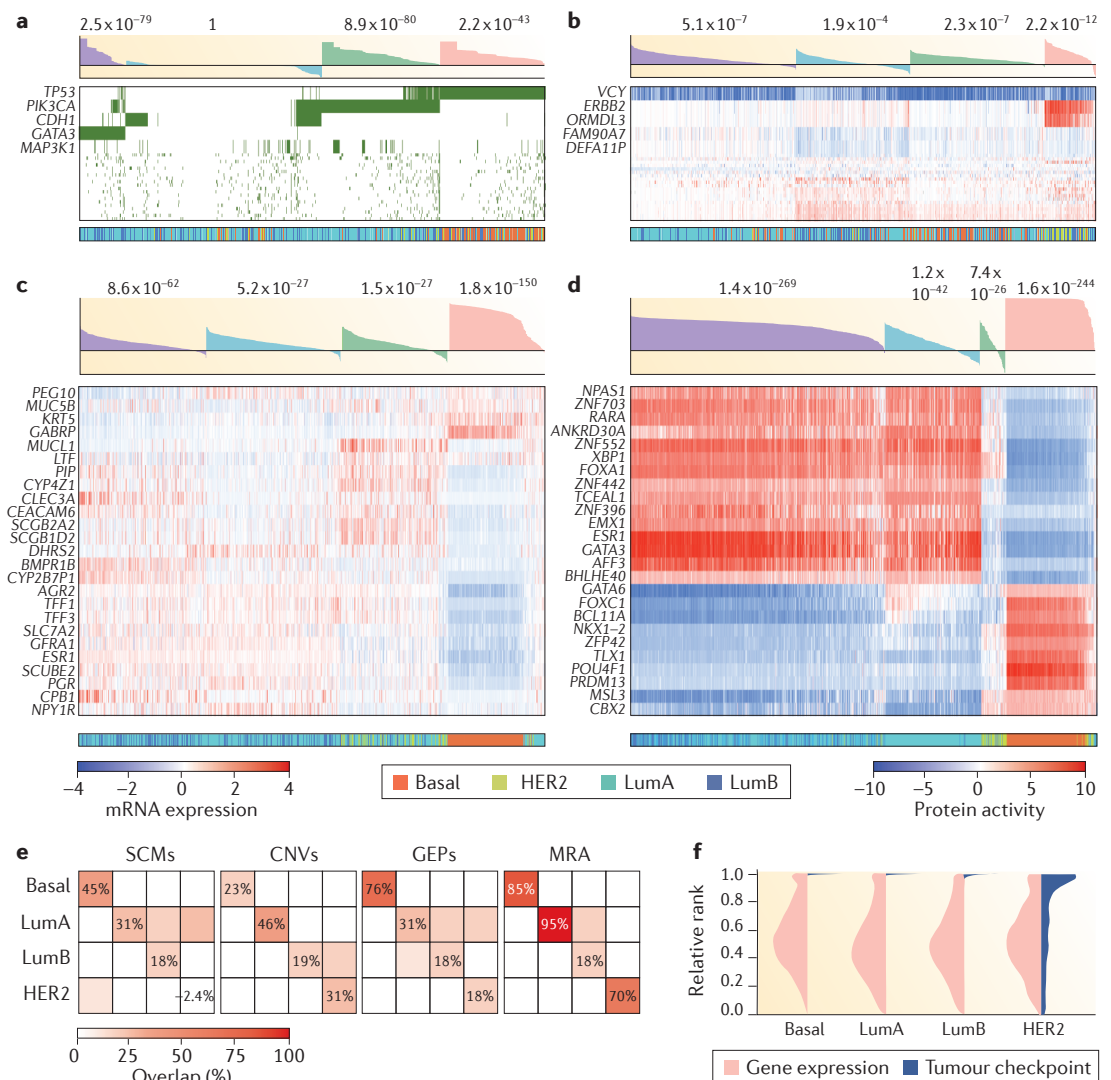 a
2.5 x 10−79 1 8.9 x 10−80 2.2 x 10−43
TP53
PIK3CA
CDH1
GATA3
MAP3K1
b
5.1 x 10−7 1.9 x 10−4 2.3 x 10−7 2.2 x 10−12
VCY
ERBB2
ORMDL3
FAM90A7
DEFA11P
c
8.6 x 10−62 5.2 x 10−27 1.5 x 10−27 1.8 x 10−150
PEG10
MUC5B
KRT5
GABRP
MUCL1
LTF
PIP
CYP4Z1
CLEC3A
CEACAM6
SCGB2A2
SCGB1D2
DHRS2
BMPR1B
CYP2B7P1
AGR2
TFF1
TFF3
SLC7A2
GFRA1
ESR1
SCUBE2
PGR
CPB1
NPY1R
d
1.4 x 10−269 1.2 x 10−42 7.4 x 10−26 1.6 x 10−244
NPAS1
ZNF703
RARA
ANKRD30A
ZNF552
XBP1
FOXA1
ZNF442
TCEAL1
ZNF396
EMX1
ESR1
GATA3
AFF3
BHLHE40
GATA6
FOXC1
BCL11A
NKX1–2
ZFP42
TLX1
POU4F1
PRDM13
MSL3
CBX2
−4 −2 0 2 4
mRNA expression
Basal HER2 LumA LumB
−10 −5 0 5 10
Protein activity
e
SCMs CNVs GEPs MRA
Basal 45% 23% 76% 85%
LumA 31% 46% 31% 95%
LumB 18% 19% 18% 18%
HER2 −2.4% 31% 18% 70%
0 25 50 75 100
Overlap (%)
f
Relative rank
1.0
0.8
0.6
0.4
0.2
0.0
Basal LumA LumB HER2
Gene expression Tumour checkpoint